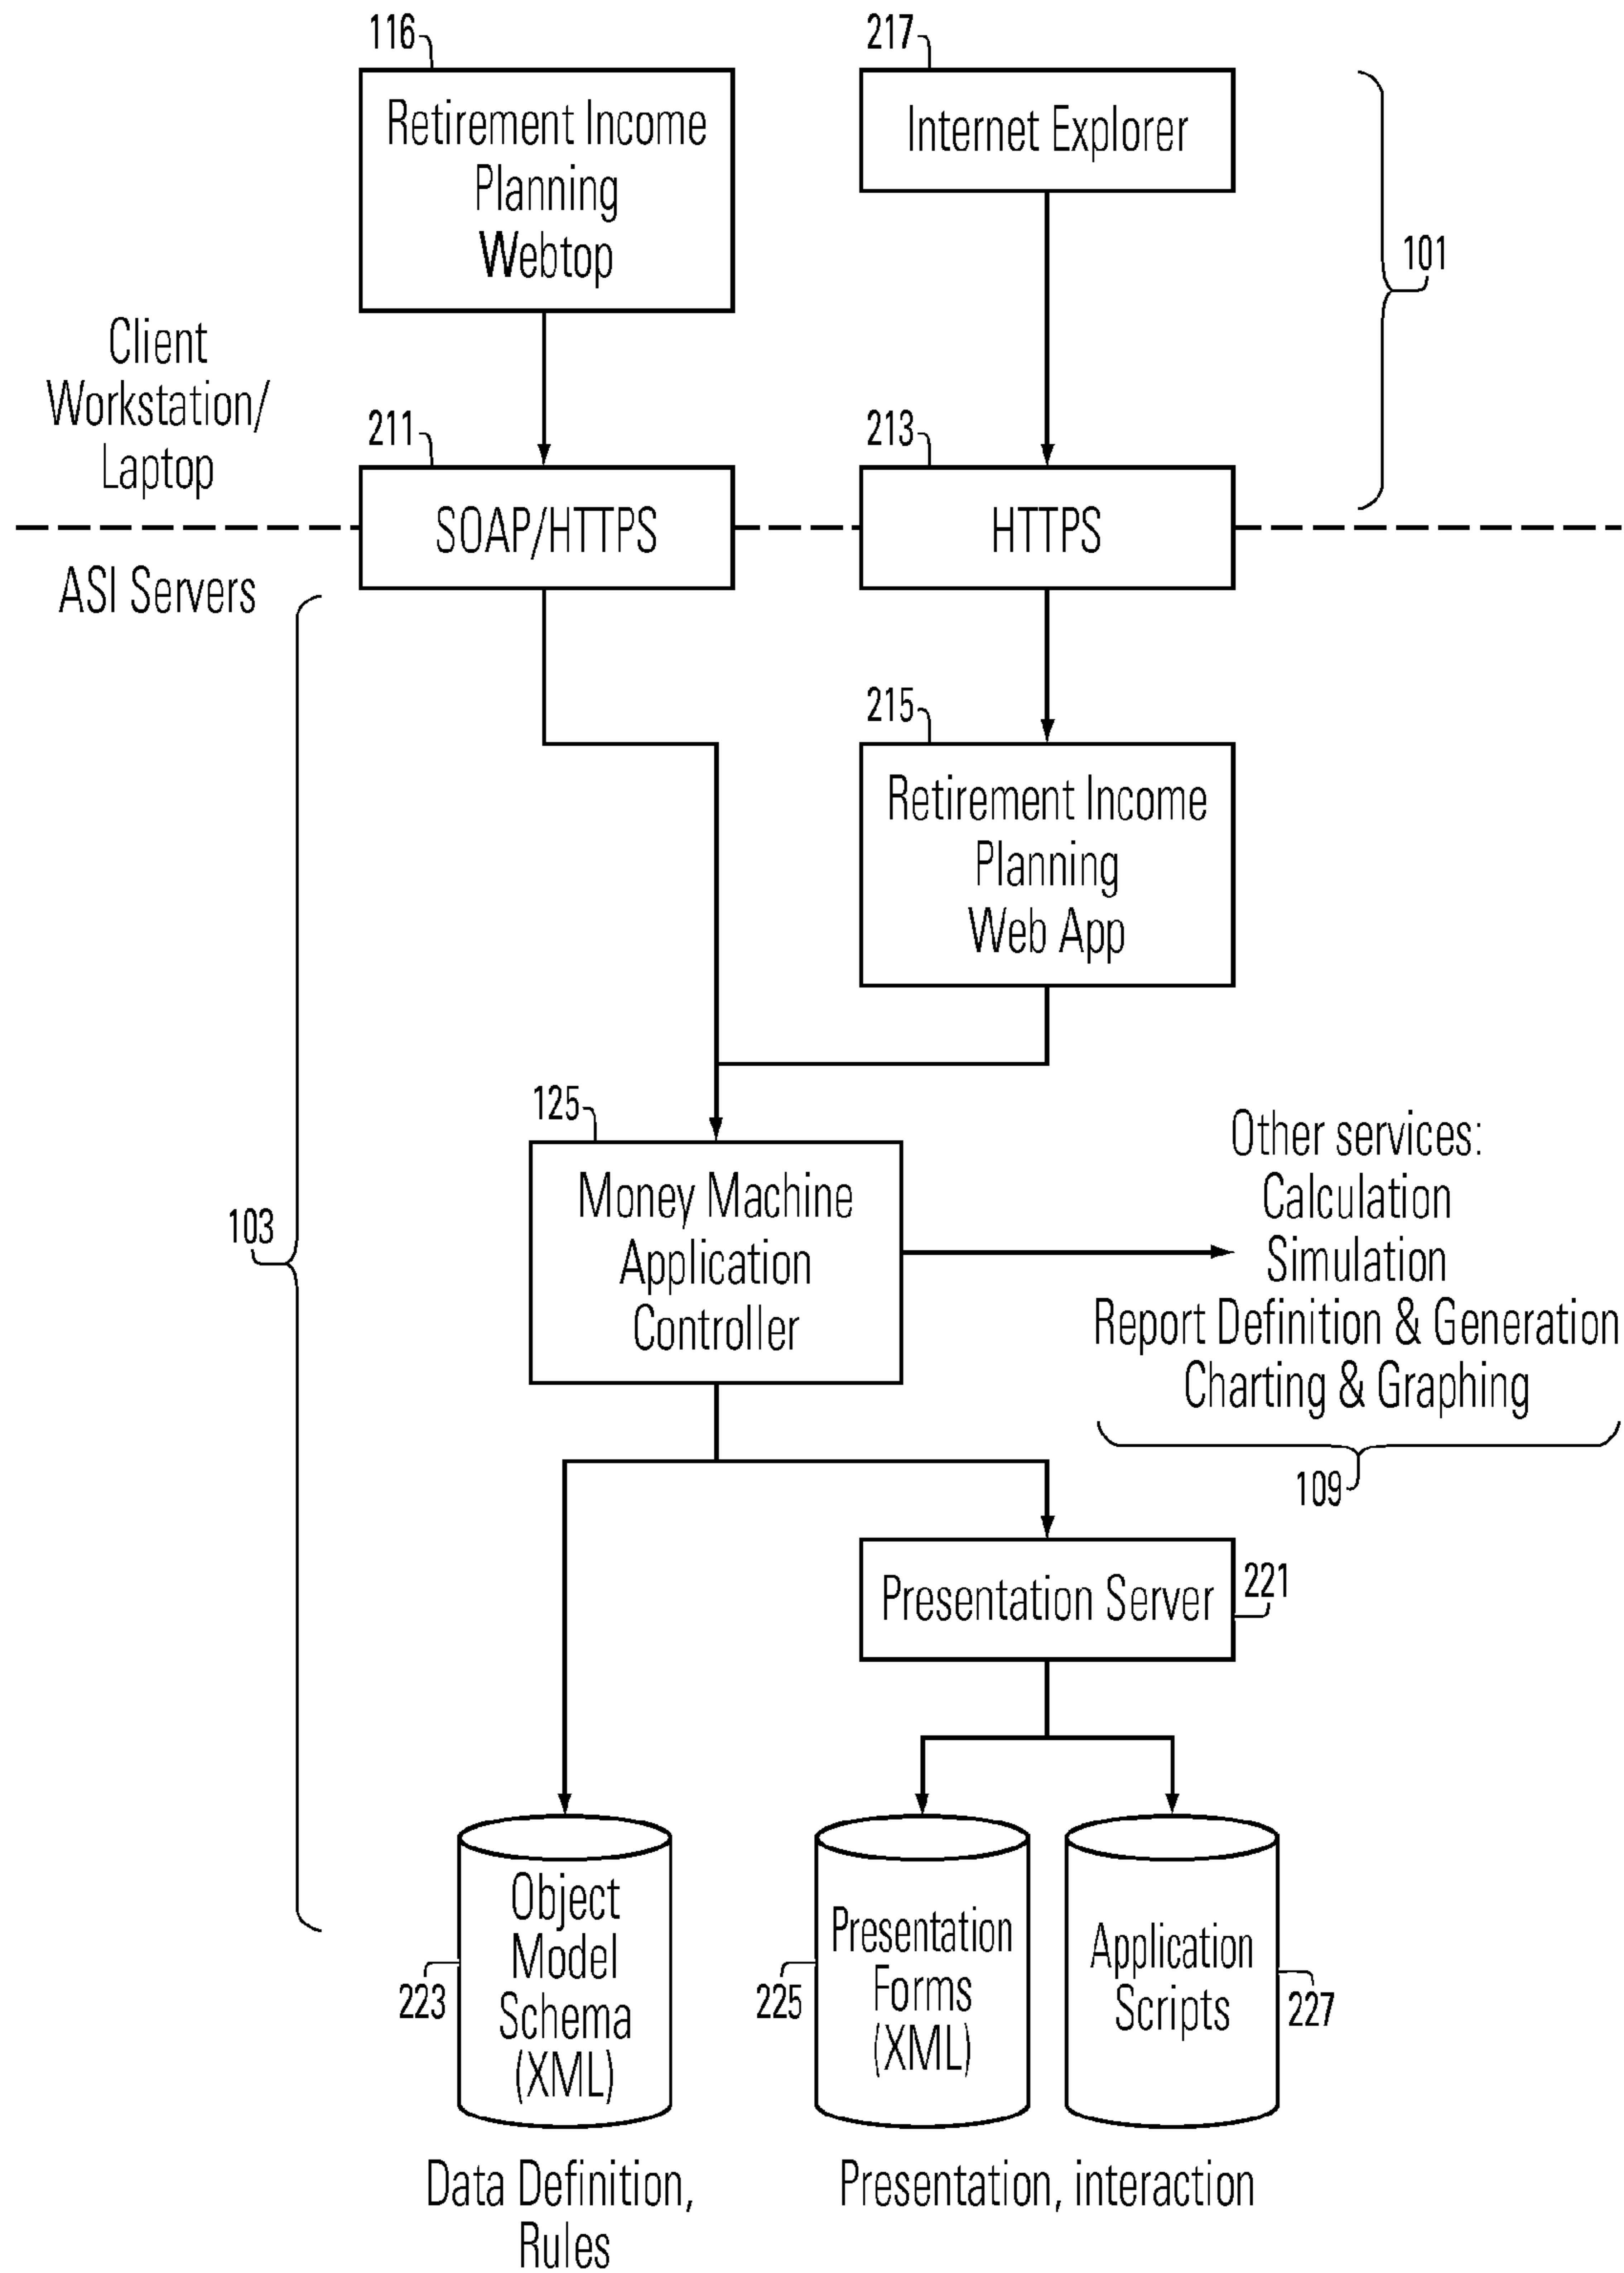 116
217
Retirement Income
Planning
Webtop
Internet Explorer
101
Client
Workstation/
Laptop
211
213
SOAP/HTTPS
HTTPS
ASI Servers
215
Retirement Income
Planning
Web App
125
Money Machine
Application
Controller
Other services:
Calculation
Simulation
Report Definition & Generation
Charting & Graphing
103
109
Presentation Server
221
Object
Model
Schema
(XML)
223
Presentation
Forms
(XML)
225
Application
Scripts
227
Data Definition,
Rules
Presentation, interaction